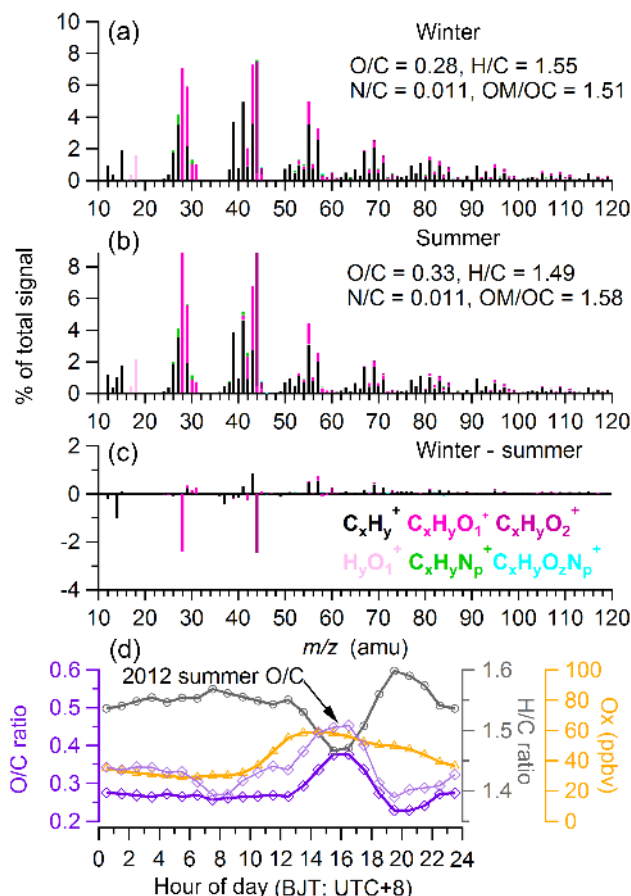 (a) Winter
O/C = 0.28, H/C = 1.55
N/C = 0.011, OM/OC = 1.51
10
8
6
4
2
0
10 20 30 40 50 60 70 80 90 100 110 120
(b) Summer
O/C = 0.33, H/C = 1.49
N/C = 0.011, OM/OC = 1.58
8
6
4
2
0
10 20 30 40 50 60 70 80 90 100 110 120
% of total signal
(c) Winter - summer
2
0
-2
-4
CxHy+ CxHyO1+ CxHyO2+
HyO1+ CxHyNp+ CxHyOzNp+
10 20 30 40 50 60 70 80 90 100 110 120
m/z (amu)
(d)
2012 summer O/C
0.6
0.5
0.4
0.3
0.2
O/C ratio
1.6
1.5
1.4
H/C ratio
100
80
60
40
20
0
Ox (ppbv)
0 2 4 6 8 10 12 14 16 18 20 22 24
Hour of day (BJT: UTC+8)